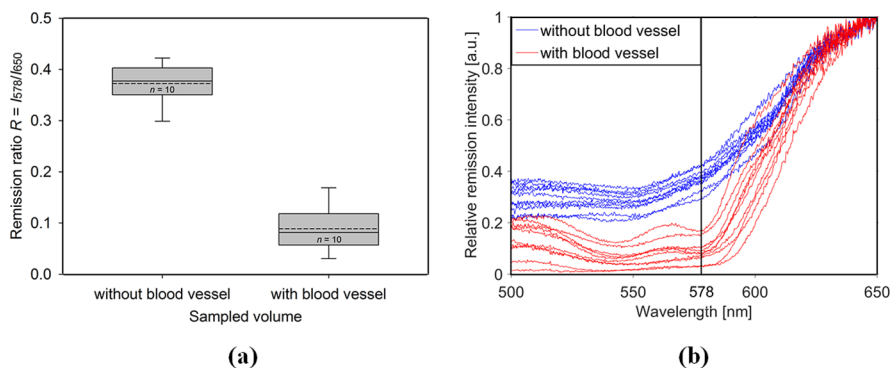 0.5
0.4
0.3
0.2
0.1
0.0
Remission ratio R = I578/I650
n = 10
n = 10
without blood vessel
with blood vessel
Sampled volume
(a)
without blood vessel
with blood vessel
1
0.8
0.6
0.4
0.2
0
Relative remission intensity [a.u.]
500
550
578
600
650
Wavelength [nm]
(b)